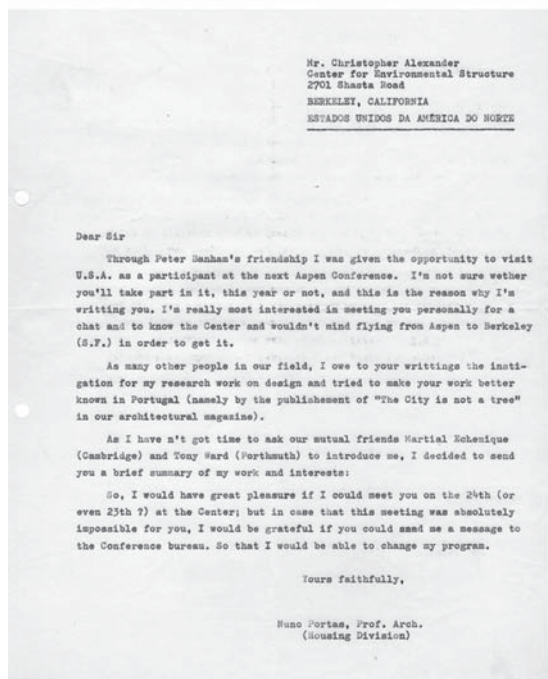 Mr. Christopher Alexander
Center for Environmental Structure
2701 Shasta Road
BERKELEY, CALIFORNIA
ESTADOS UNIDOS DA AMÉRICA DO NORTE
Dear Sir
Through Peter Banham's friendship I was given the opportunity to visit
U.S.A. as a participant at the next Aspen Conference. I'm not sure wether
you'll take part in it, this year or not, and this is the reason why I'm
writting you. I'm really most interested in meeting you personally for a
chat and to know the Center and wouldn't mind flying from Aspen to Berkeley
(S.F.) in order to get it.
As many other people in our field, I owe to your writtings the insti-
gation for my research work on design and tried to make your work better
known in Portugal (namely by the publishement of "The City is not a tree"
in our architectural magazine).
As I have n't got time to ask our mutual friends Martial Echenique
(Cambridge) and Tony Ward (Porthmuth) to introduce me, I decided to send
you a brief summary of my work and interests:
So, I would have great pleasure if I could meet you on the 24th (or
even 23th ?) at the Center; but in case that this meeting was absolutely
impossible for you, I would be grateful if you could send me a message to
the Conference bureau. So that I would be able to change my program.
Yours faithfully,
Nuno Portas, Prof. Arch.
(Housing Division)